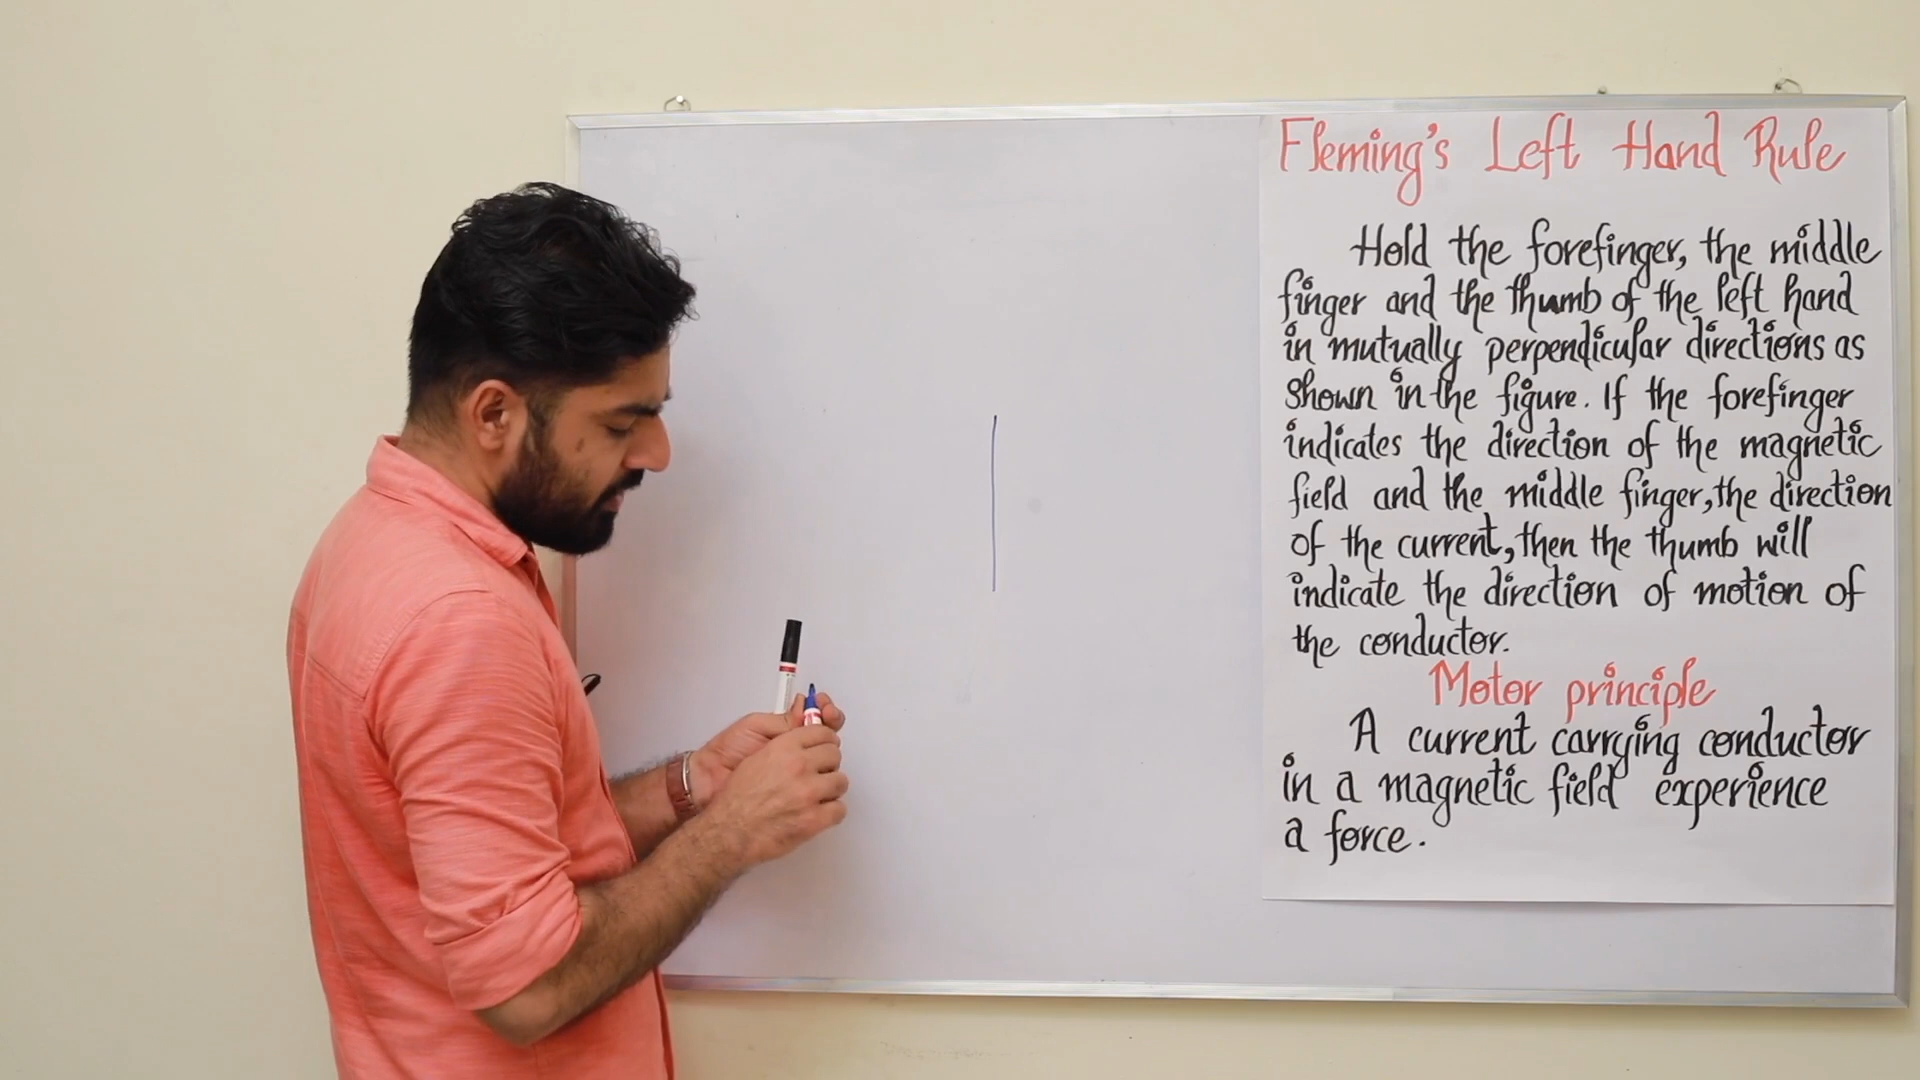 Fleming's Left Hand Rule
Hold the forefinger, the middle
finger and the thumb of the left hand
in mutually perpendicular directions as
shown in the figure. If the forefinger
indicates the direction of the magnetic
field and the middle finger, the direction
of the current, then the thumb will
indicate the direction of motion of
the conductor.
Motor principle
A current carrying conductor
in a magnetic field experience
a force.